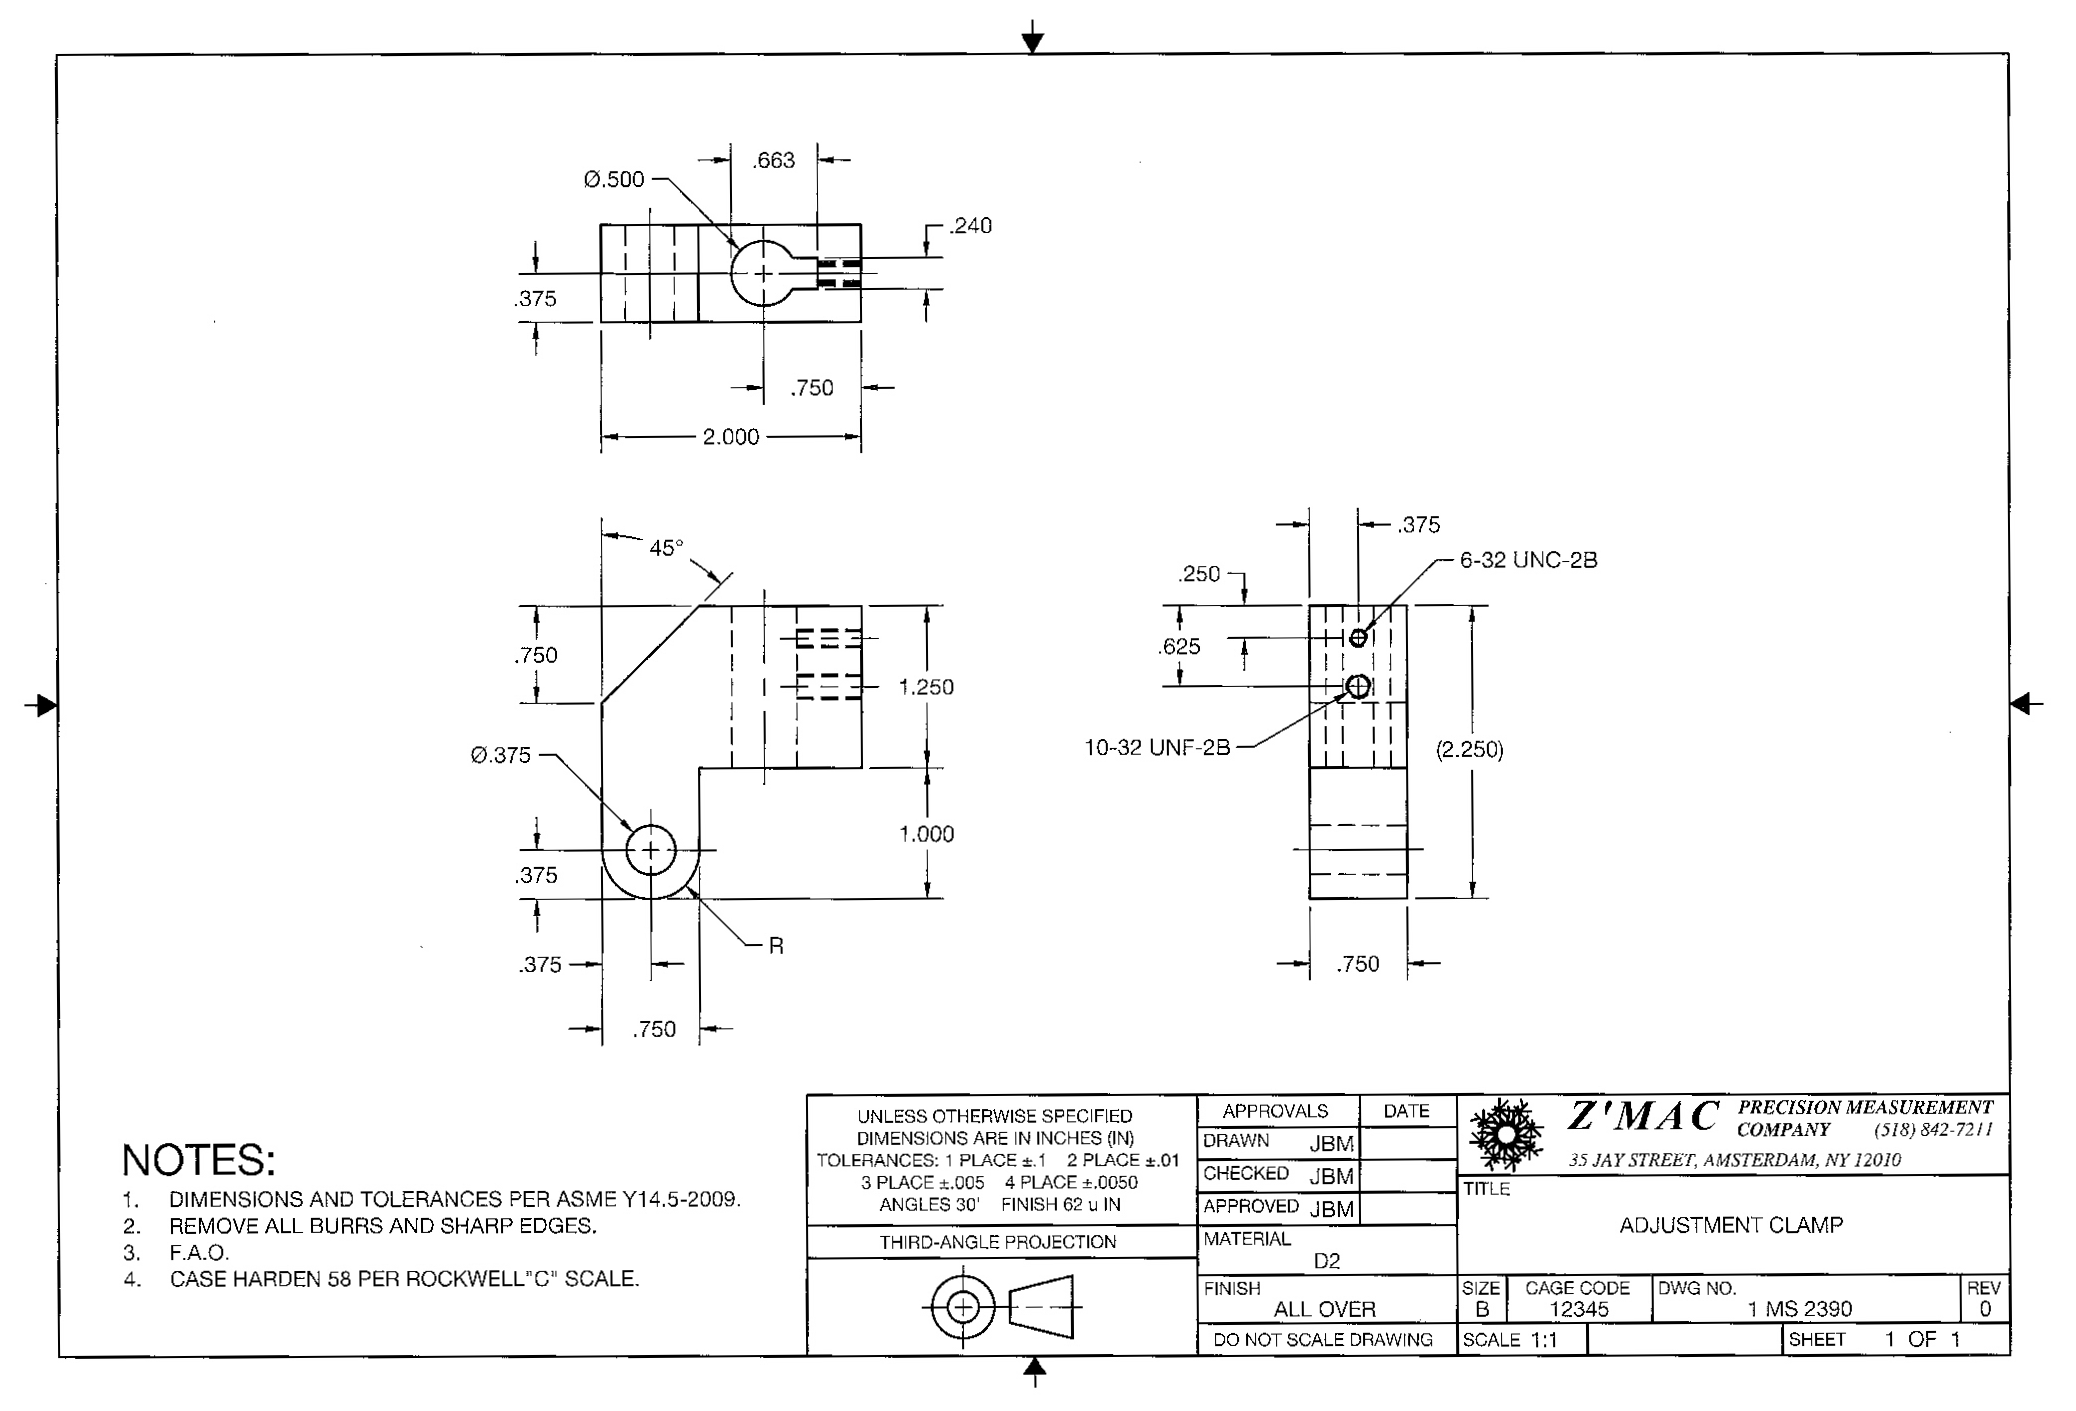 .663
Ø.500
.240
.375
.750
2.000
45°
.750
1.250
Ø.375
1.000
.375
R
.375
.750
.375
6-32 UNC-2B
.250
.625
10-32 UNF-2B
(2.250)
.750
NOTES:
1. DIMENSIONS AND TOLERANCES PER ASME Y14.5-2009.
2. REMOVE ALL BURRS AND SHARP EDGES.
3. F.A.O.
4. CASE HARDEN 58 PER ROCKWELL"C" SCALE.
UNLESS OTHERWISE SPECIFIED
DIMENSIONS ARE IN INCHES (IN)
TOLERANCES: 1 PLACE ±.1 2 PLACE ±.01
3 PLACE ±.005 4 PLACE ±.0050
ANGLES 30' FINISH 62 u IN
THIRD-ANGLE PROJECTION
APPROVALS DATE
DRAWN JBM
CHECKED JBM
APPROVED JBM
MATERIAL
D2
FINISH
ALL OVER
DO NOT SCALE DRAWING
Z'MAC PRECISION MEASUREMENT
COMPANY (518) 842-7211
35 JAY STREET, AMSTERDAM, NY 12010
TITLE
ADJUSTMENT CLAMP
SIZE CAGE CODE DWG NO. REV
B 12345 1 MS 2390 0
SCALE 1:1 SHEET 1 OF 1